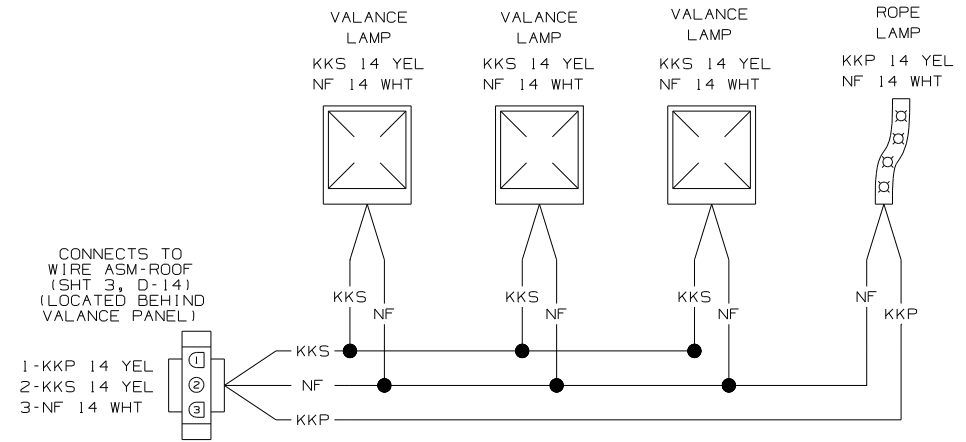 VALANCE
LAMP
KKS 14 YEL
NF 14 WHT
VALANCE
LAMP
KKS 14 YEL
NF 14 WHT
VALANCE
LAMP
KKS 14 YEL
NF 14 WHT
ROPE
LAMP
KKP 14 YEL
NF 14 WHT
CONNECTS TO
WIRE ASM-ROOF
(SHT 3, D-14)
(LOCATED BEHIND
VALANCE PANEL)
KKS
NF
KKS
NF
KKS
NF
NF
KKP
1-KKP 14 YEL
2-KKS 14 YEL
3-NF 14 WHT
1
2
3
KKS
NF
KKP